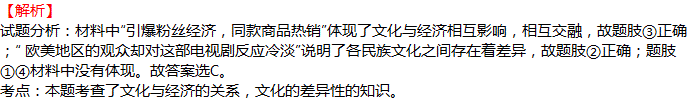 【解析】
试题分析：材料中“引爆粉丝经济，同款商品热销”体现了文化与经济相互影响，相互交融，故题肢③正确
；“ 欧美地区的观众却对这部电视剧反应冷淡”说明了各民族文化之间存在着差异，故题肢②正确；题肢
①④材料中没有体现。故答案选C。
考点：本题考查了文化与经济的关系，文化的差异性的知识。